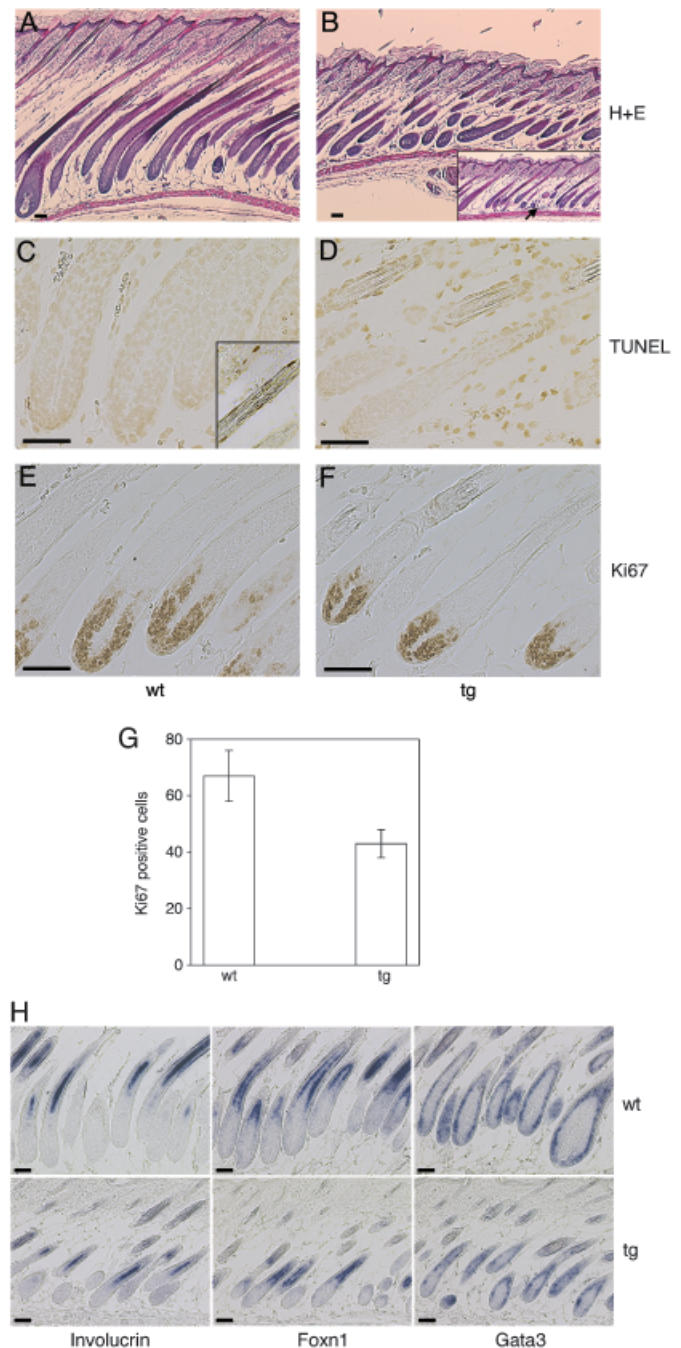 A B
H+E
C D
TUNEL
E F
Ki67
wt tg
G
80
60
40
20
0
Ki67 positive cells
wt tg
H
wt
tg
Involucrin Foxn1 Gata3